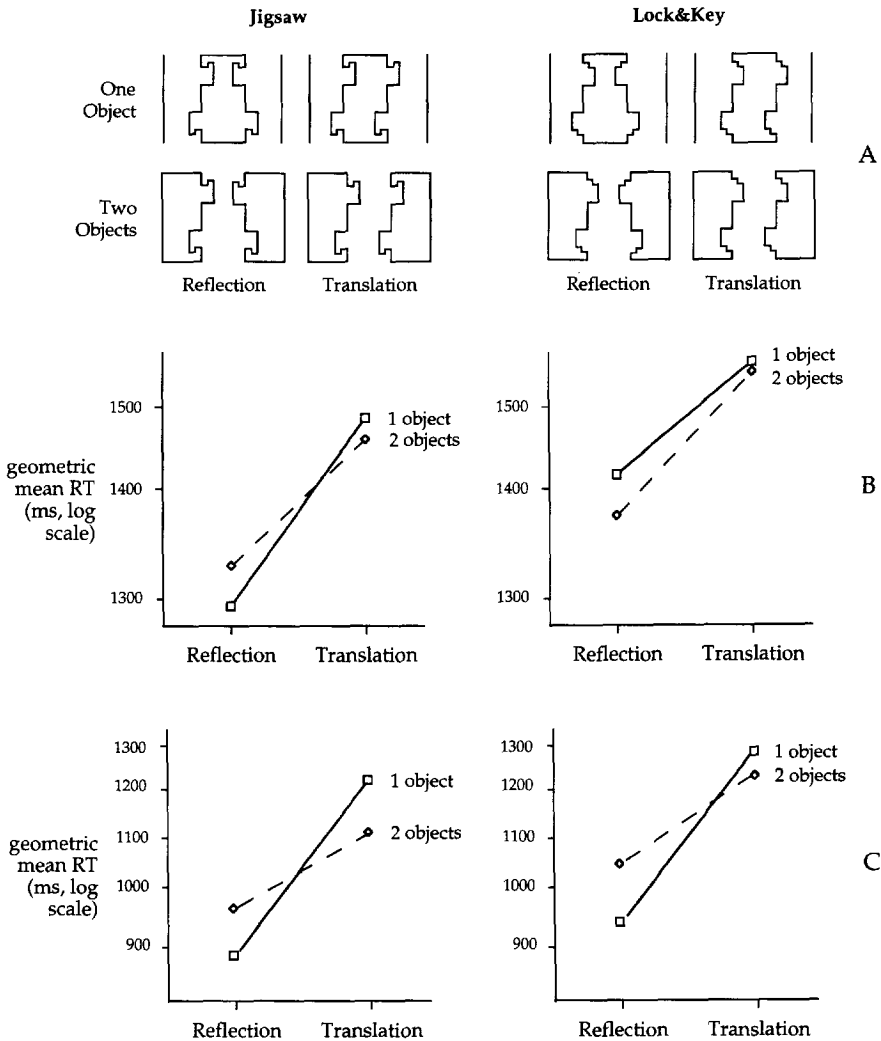 Jigsaw
Lock&Key
One
Object
A
Two
Objects
Reflection Translation
Reflection Translation
1 object
2 objects
1500
1 object
2 objects
1500
geometric
mean RT
(ms, log
scale)
1400
1400
B
1300
1300
Reflection Translation
Reflection Translation
1300
1300
1 object
2 objects
1200
1 object
1200
1100
2 objects
1100
geometric
mean RT
(ms, log
scale)
1000
1000
C
900
900
Reflection Translation
Reflection Translation